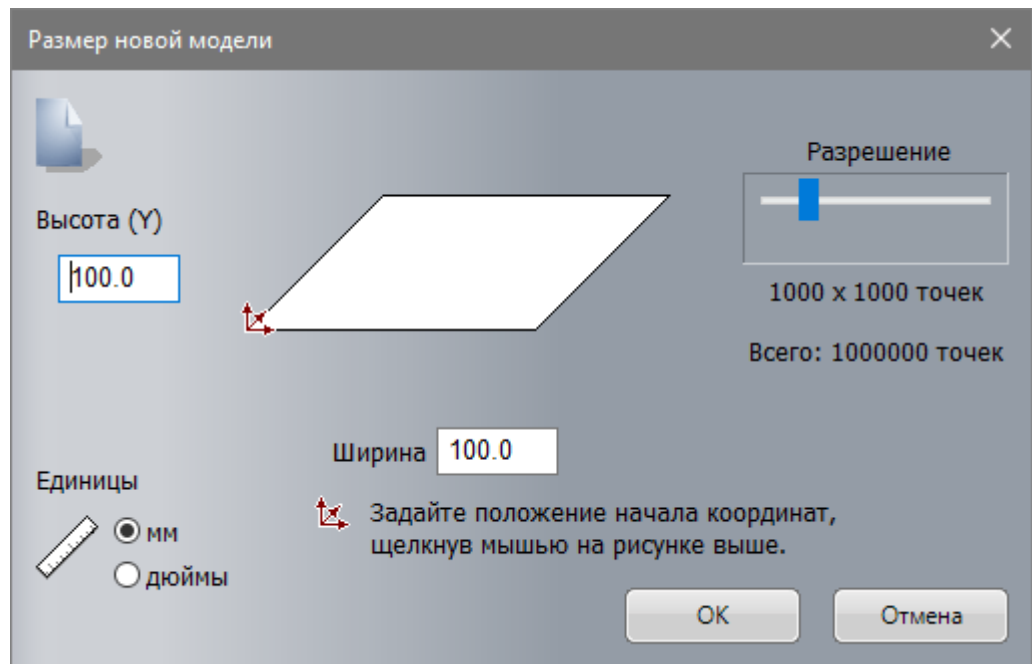 Размер новой модели
Разрешение
Высота (Y)
100.0
1000 x 1000 точек
Всего: 1000000 точек
Ширина 100.0
Единицы
мм
дюймы
Задайте положение начала координат,
щелкнув мышью на рисунке выше.
OK
Отмена